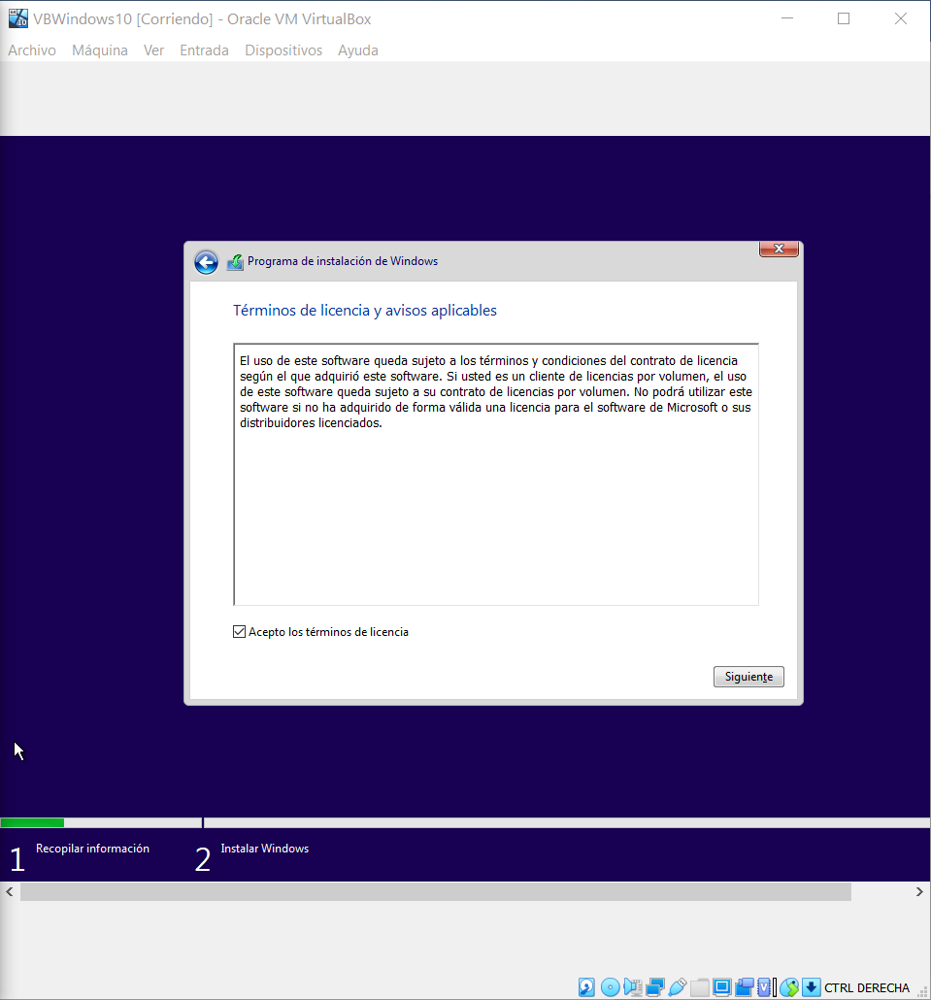 VBWindows10 [Corriendo] - Oracle VM VirtualBox
Archivo Máquina Ver Entrada Dispositivos Ayuda
Programa de instalación de Windows
Términos de licencia y avisos aplicables
El uso de este software queda sujeto a los términos y condiciones del contrato de licencia
según el que adquirió este software. Si usted es un cliente de licencias por volumen, el uso
de este software queda sujeto a su contrato de licencias por volumen. No podrá utilizar este
software si no ha adquirido de forma válida una licencia para el software de Microsoft o sus
distribuidores licenciados.
Acepto los términos de licencia
Siguiente
1 Recopilar información 2 Instalar Windows
CTRL DERECHA